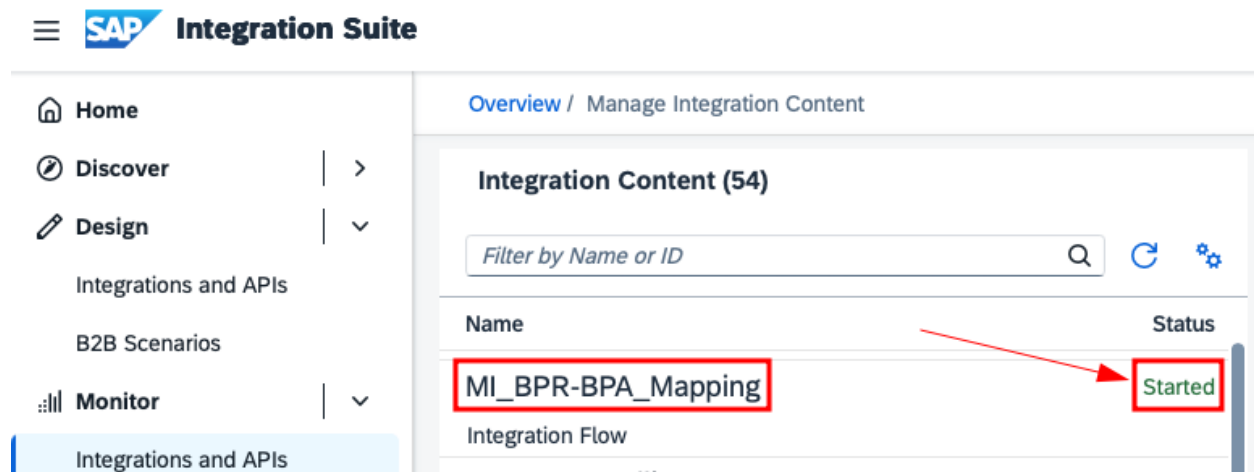 SAP Integration Suite
Home
Discover
Design
Integrations and APIs
B2B Scenarios
Monitor
Integrations and APIs
Overview / Manage Integration Content
Integration Content (54)
Filter by Name or ID
Name Status
MI_BPR-BPA_Mapping Started
Integration Flow